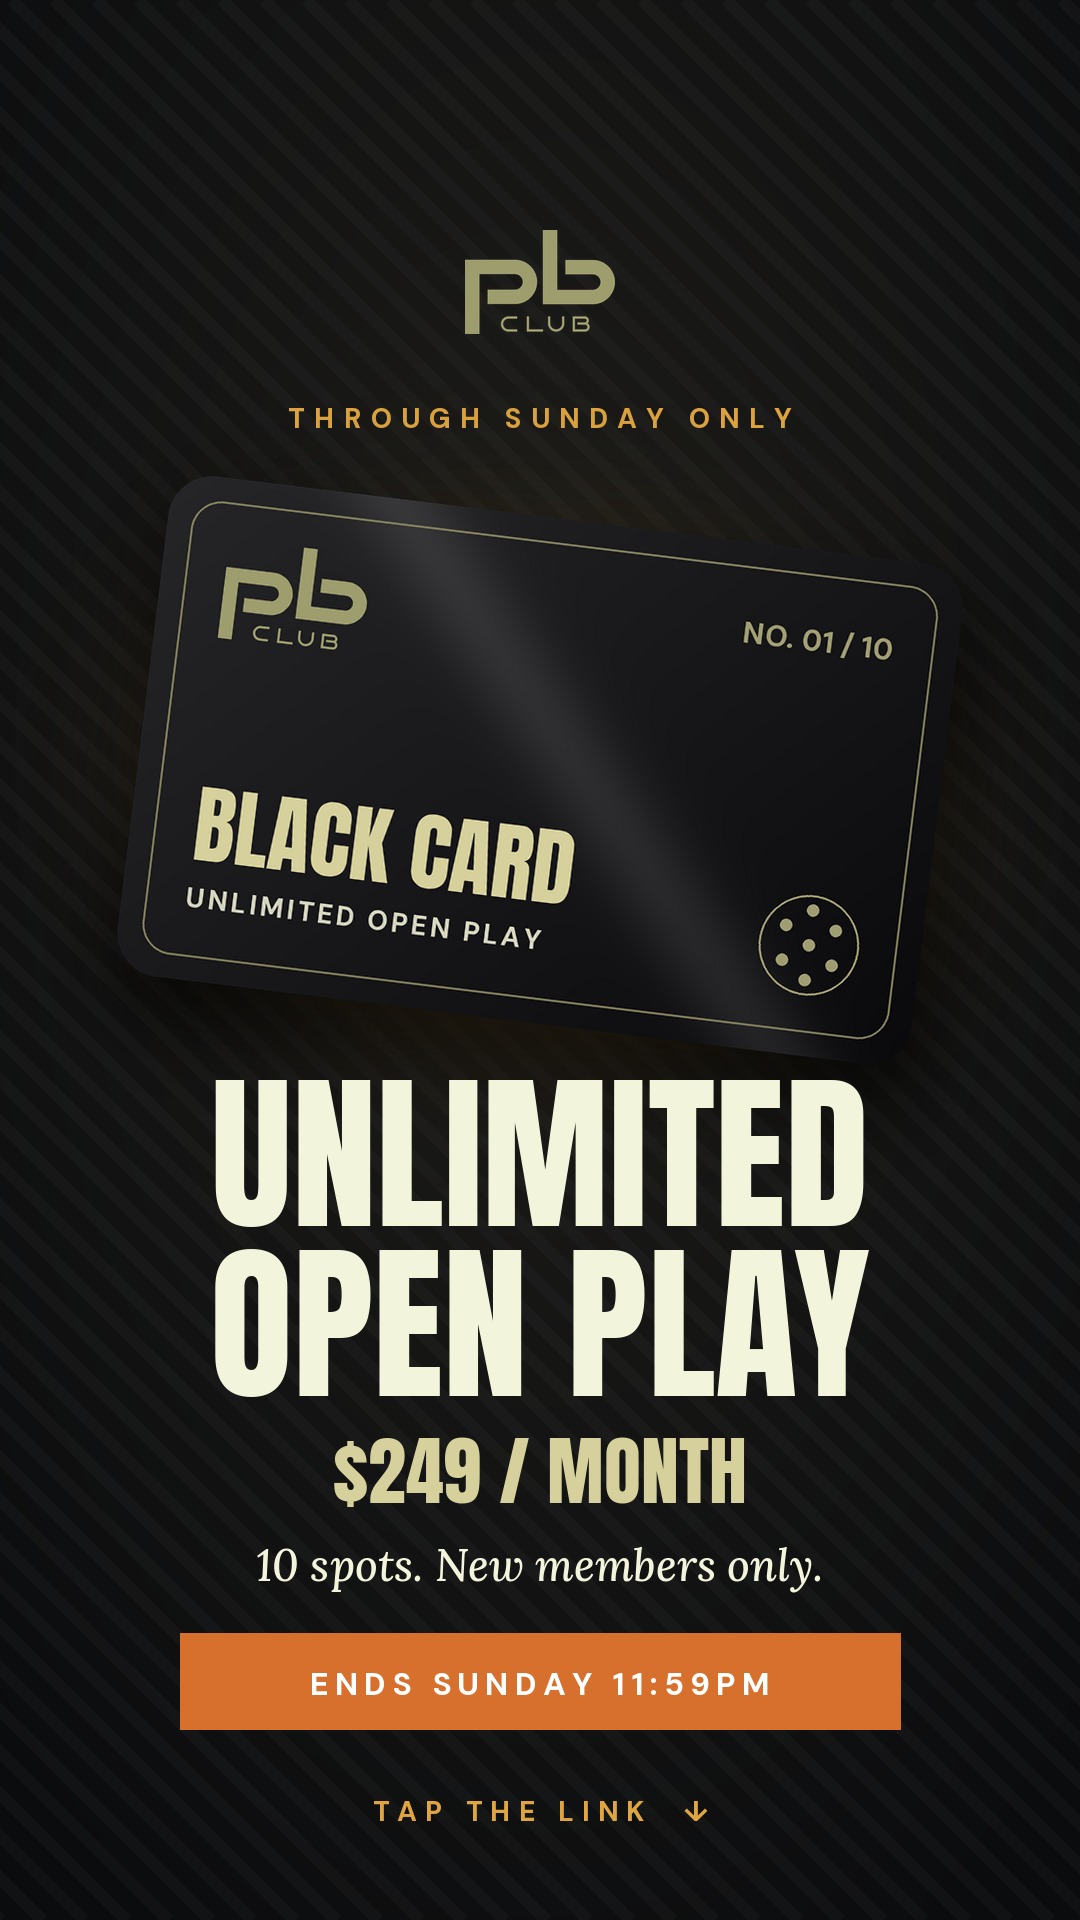 pb
CLUB
THROUGH SUNDAY ONLY
pb
CLUB
NO. 01 / 10
BLACK CARD
UNLIMITED OPEN PLAY
UNLIMITED
OPEN PLAY
$249 / MONTH
10 spots. New members only.
ENDS SUNDAY 11:59PM
TAP THE LINK ↓